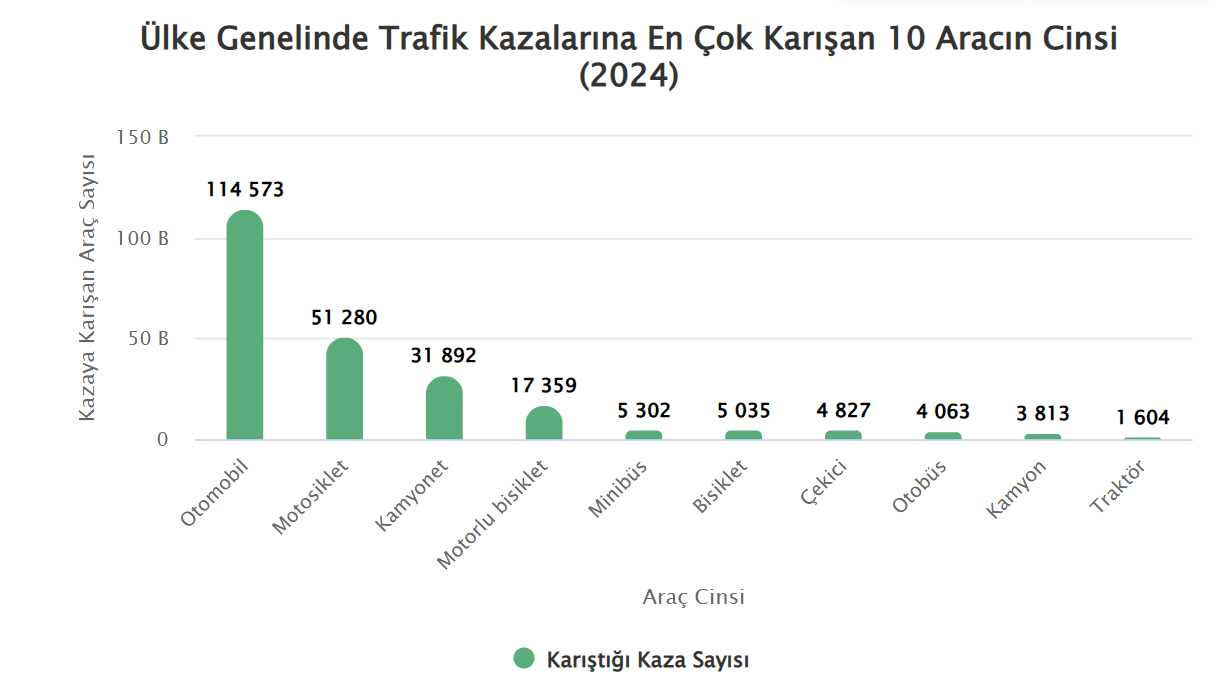 Ülke Genelinde Trafik Kazalarına En Çok Karışan 10 Aracın Cinsi
(2024)
Kazaya Karışan Araç Sayısı
150 B
100 B
50 B
0
114 573
51 280
31 892
17 359
5 302
5 035
4 827
4 063
3 813
1 604
Otomobil
Motosiklet
Kamyonet
Motorlu bisiklet
Minibüs
Bisiklet
Çekici
Otobüs
Kamyon
Traktör
Araç Cinsi
Karıştığı Kaza Sayısı